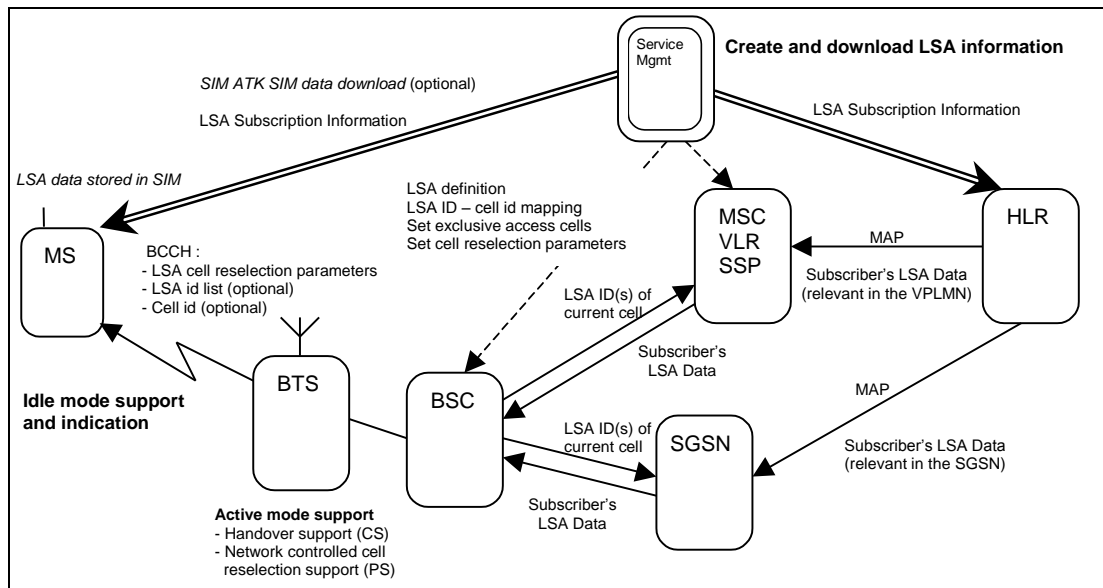 Service
Mgmt
Create and download LSA information
SIM ATK SIM data download (optional)
LSA Subscription Information
LSA Subscription Information
LSA data stored in SIM
LSA definition
LSA ID – cell id mapping
Set exclusive access cells
Set cell reselection parameters
MS
MSC
VLR
SSP
HLR
MAP
Subscriber's LSA Data
(relevant in the VPLMN)
BCCH :
- LSA cell reselection parameters
- LSA id list (optional)
- Cell id (optional)
LSA ID(s) of
current cell
Subscriber's
LSA Data
BTS
BSC
Idle mode support
and indication
MAP
LSA ID(s) of
current cell
SGSN
Subscriber's LSA Data
(relevant in the SGSN)
Subscriber's
LSA Data
Active mode support
- Handover support (CS)
- Network controlled cell
reselection support (PS)